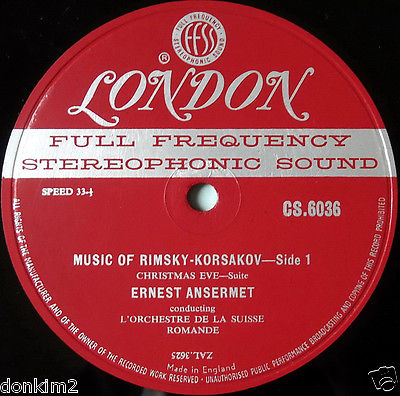 FULL FREQUENCY
FFSS
STEREOPHONIC SOUND
®
LONDON
FULL FREQUENCY
STEREOPHONIC SOUND
SPEED 33⅓
CS.6036
MUSIC OF RIMSKY-KORSAKOV—Side 1
CHRISTMAS EVE—Suite
ERNEST ANSERMET
conducting
L'ORCHESTRE DE LA SUISSE
ROMANDE
ZAL.3625
Made in England
ALL RIGHTS OF THE MANUFACTURER AND OF THE OWNER OF THE RECORDED WORK RESERVED - UNAUTHORISED PUBLIC PERFORMANCE BROADCASTING AND COPYING OF THIS RECORD PROHIBITED
donkim2
donkim2